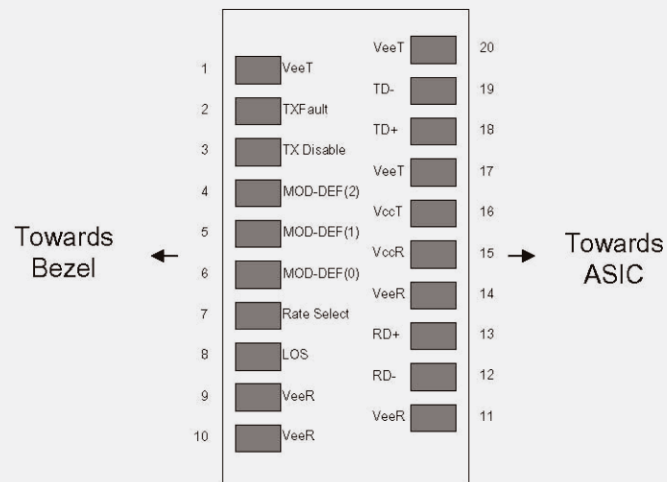 VeeT 20
1 VeeT
TD- 19
2 TXFault
TD+ 18
3 TX Disable
VeeT 17
4 MOD-DEF(2)
VccT 16
5 MOD-DEF(1)
Towards Bezel
VccR 15
Towards ASIC
6 MOD-DEF(0)
VeeR 14
7 Rate Select
RD+ 13
8 LOS
RD- 12
9 VeeR
VeeR 11
10 VeeR